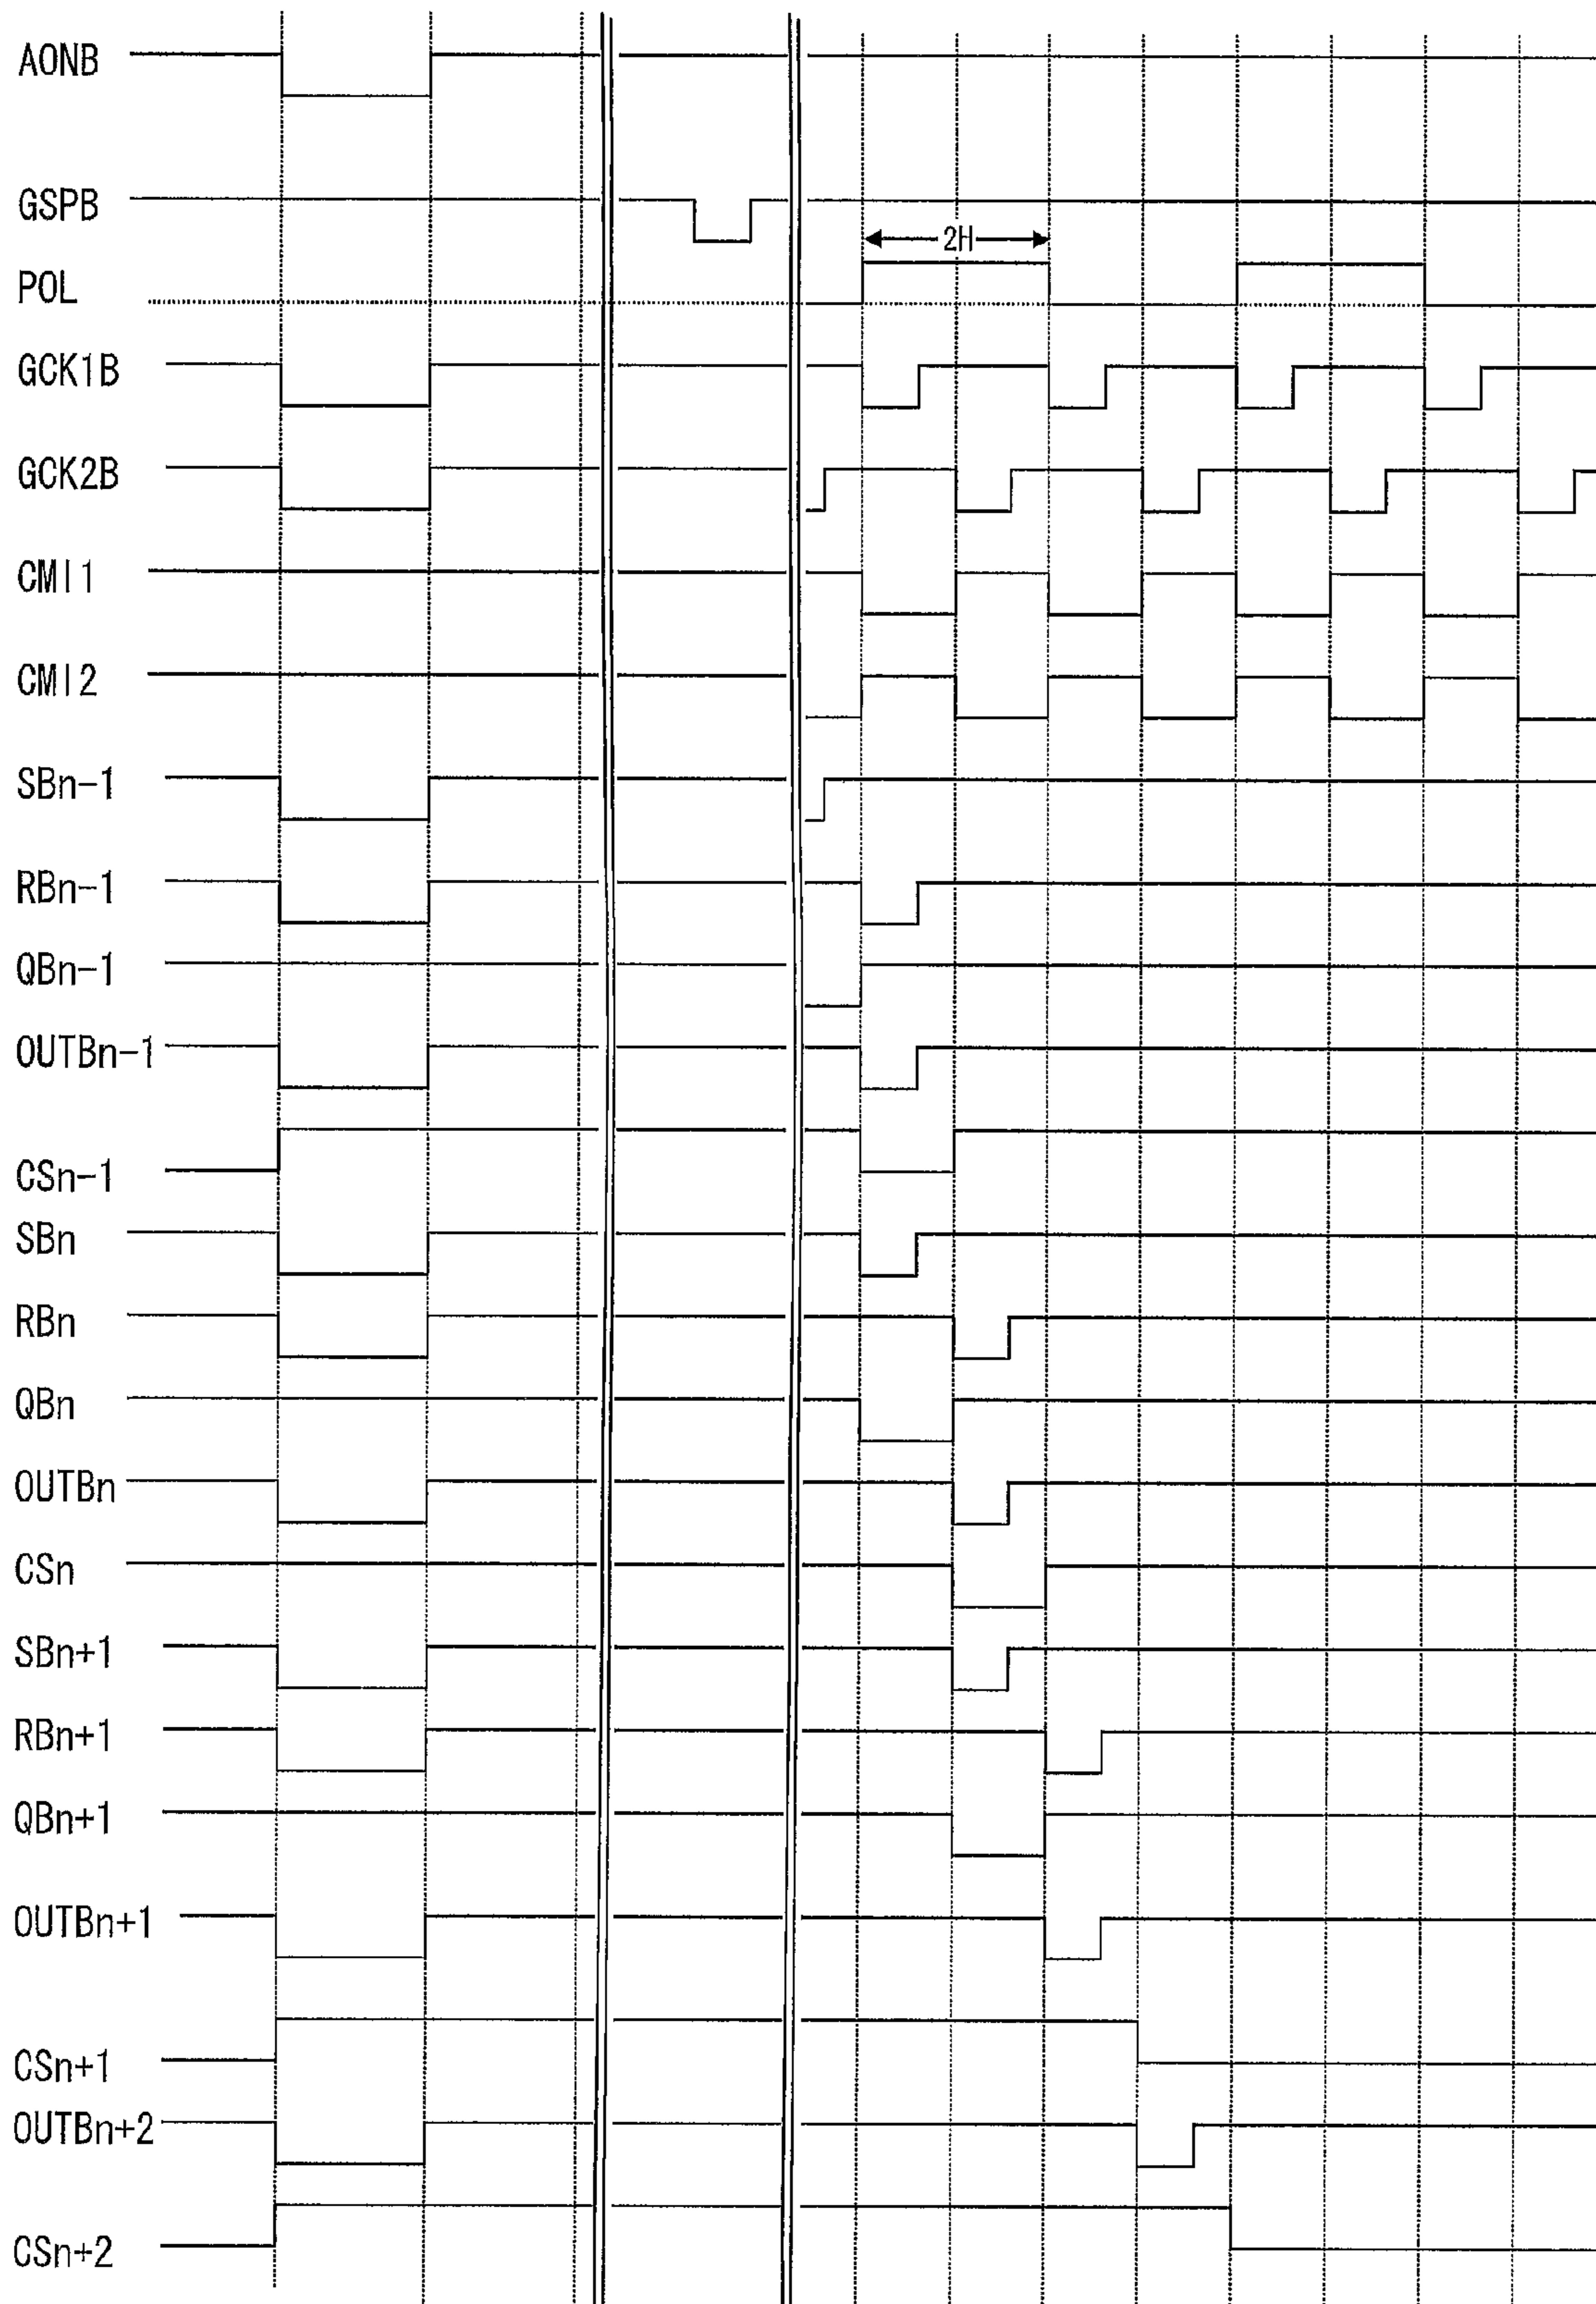 AONB
GSPB
2H
POL
GCK1B
GCK2B
CMI1
CMI2
SBn-1
RBn-1
QBn-1
OUTBn-1
CSn-1
SBn
RBn
QBn
OUTBn
CSn
SBn+1
RBn+1
QBn+1
OUTBn+1
CSn+1
OUTBn+2
CSn+2